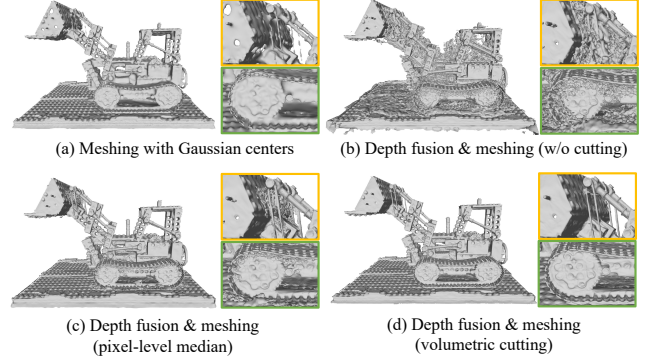 (a) Meshing with Gaussian centers
(b) Depth fusion & meshing (w/o cutting)
(c) Depth fusion & meshing
(pixel-level median)
(d) Depth fusion & meshing
(volumetric cutting)